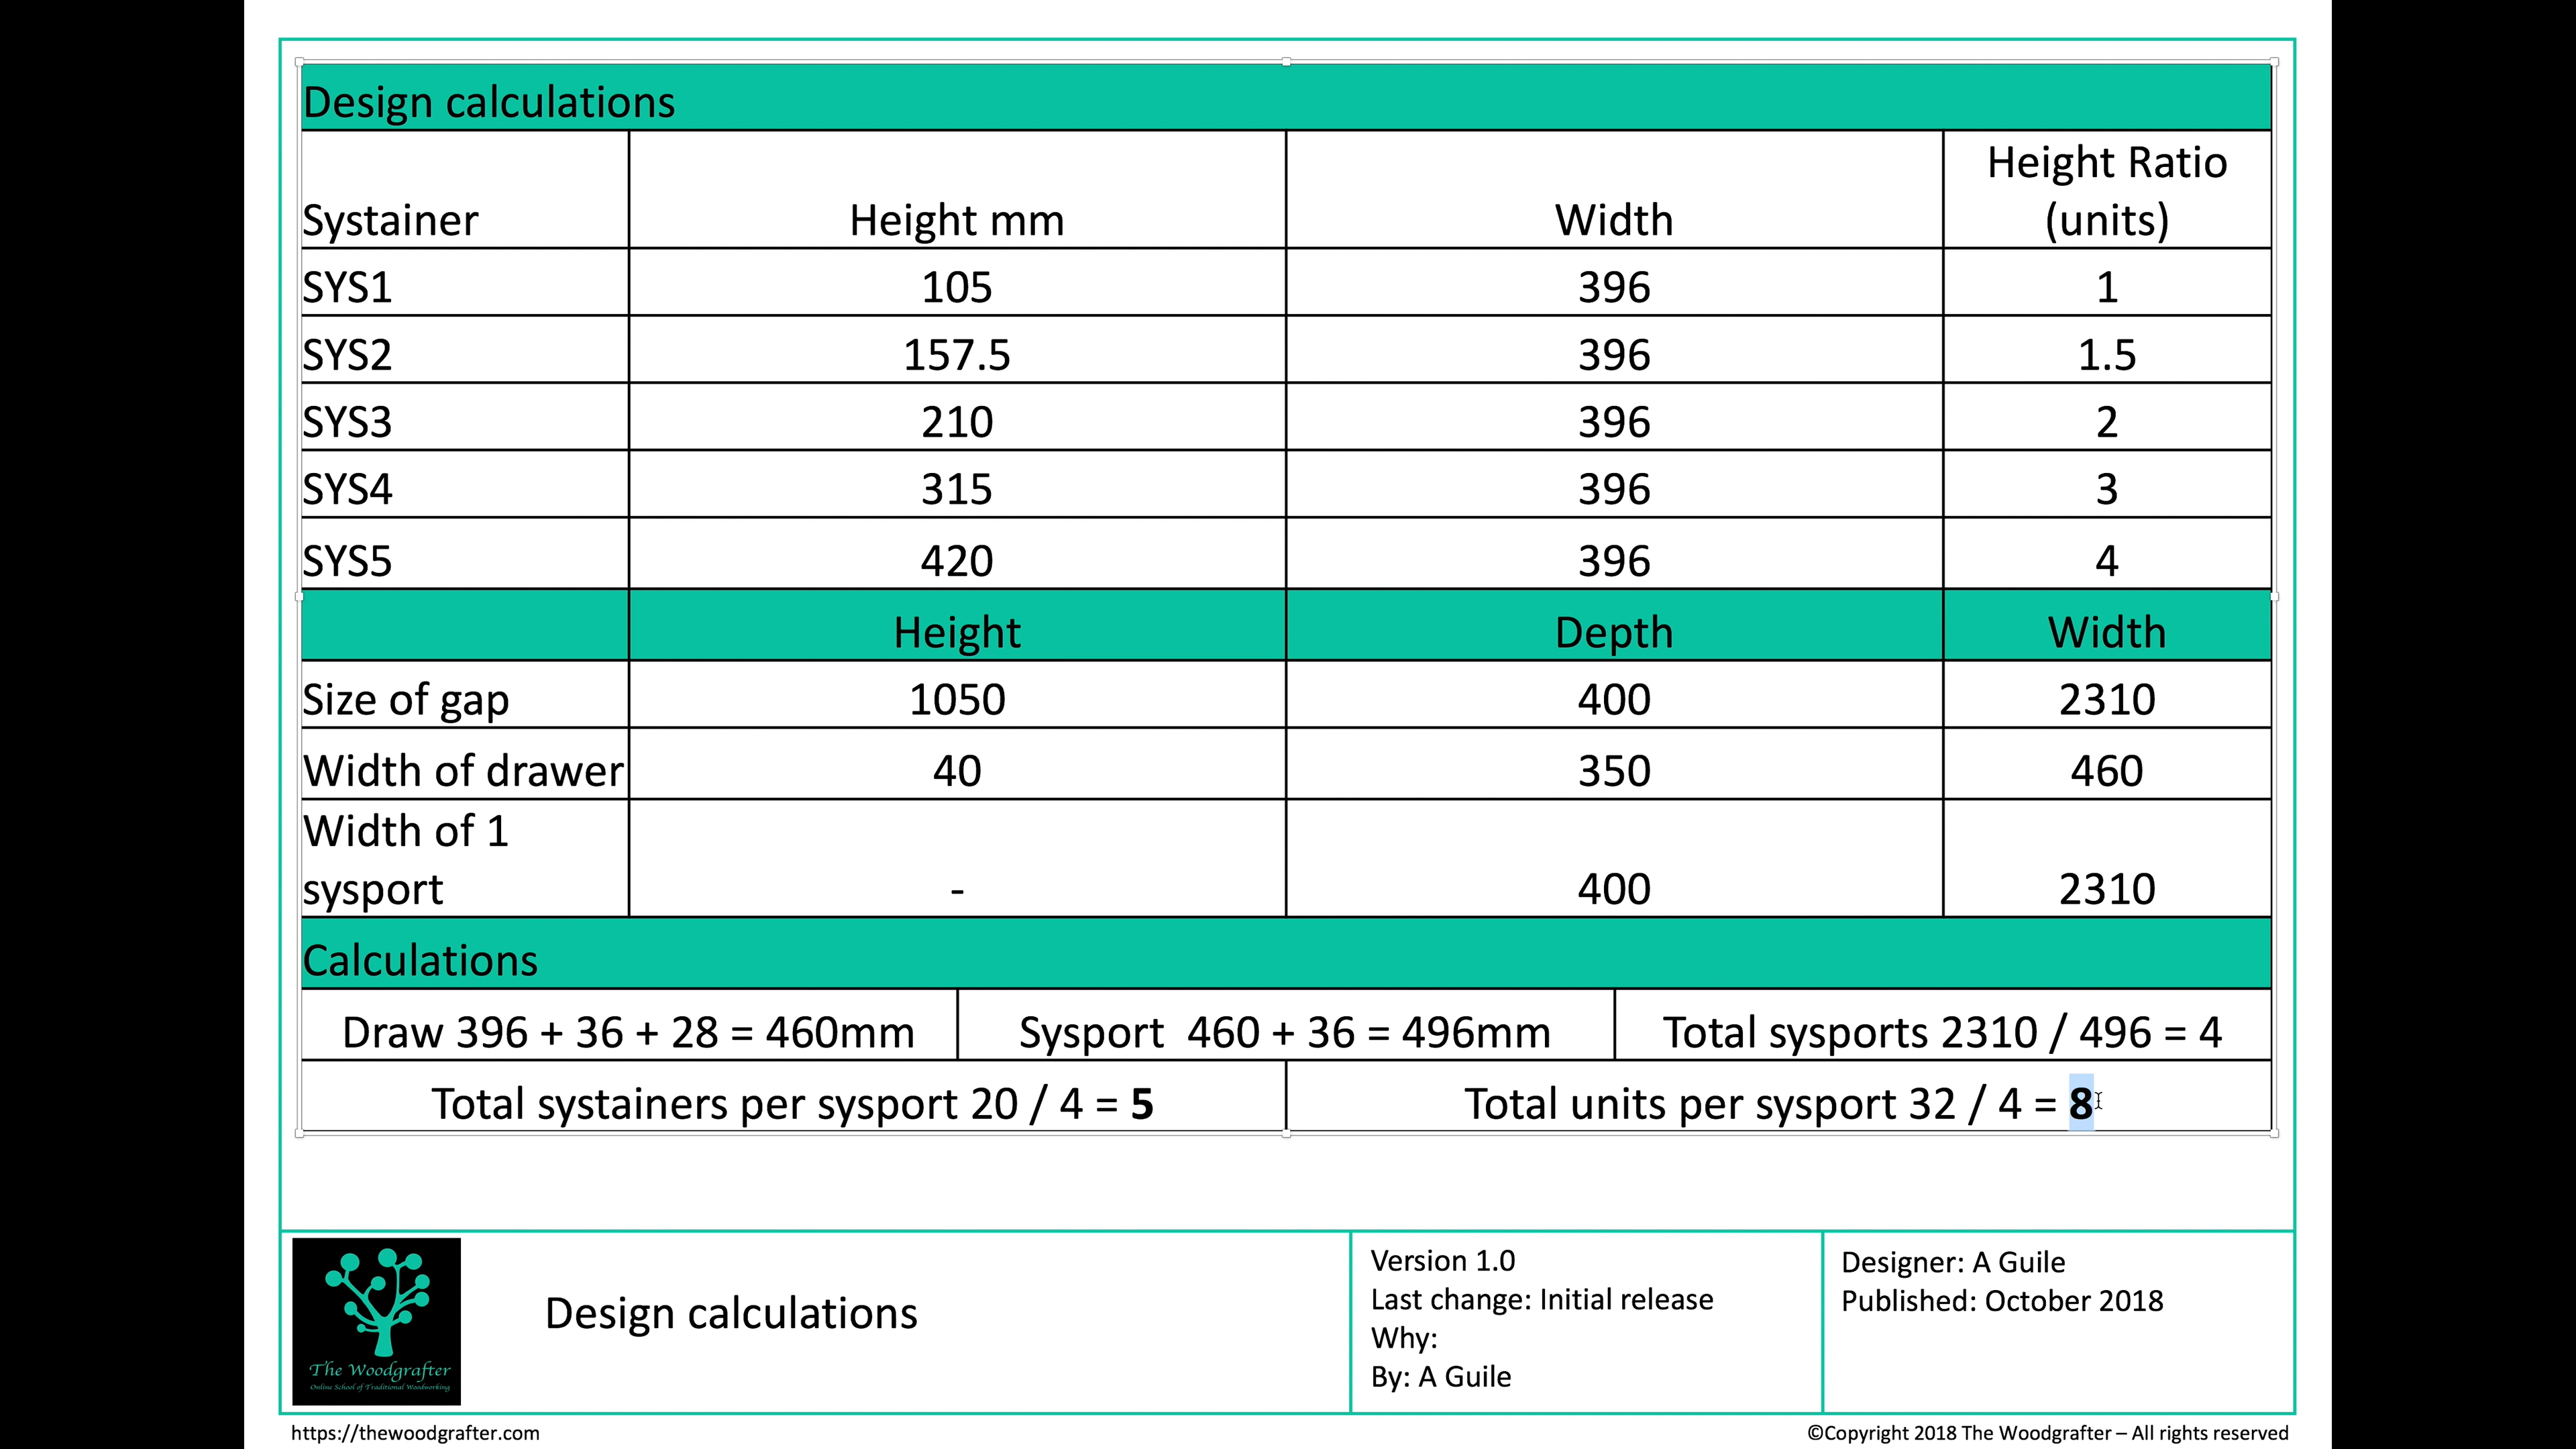 Design calculations
Systainer Height mm Width Height Ratio (units)
SYS1 105 396 1
SYS2 157.5 396 1.5
SYS3 210 396 2
SYS4 315 396 3
SYS5 420 396 4
Height Depth Width
Size of gap 1050 400 2310
Width of drawer 40 350 460
Width of 1 sysport - 400 2310
Calculations
Draw 396 + 36 + 28 = 460mm Sysport 460 + 36 = 496mm Total sysports 2310 / 496 = 4
Total systainers per sysport 20 / 4 = 5 Total units per sysport 32 / 4 = 8
The Woodgrafter
Online School of Traditional Woodworking
Design calculations
Version 1.0
Last change: Initial release
Why:
By: A Guile
Designer: A Guile
Published: October 2018
https://thewoodgrafter.com
©Copyright 2018 The Woodgrafter – All rights reserved